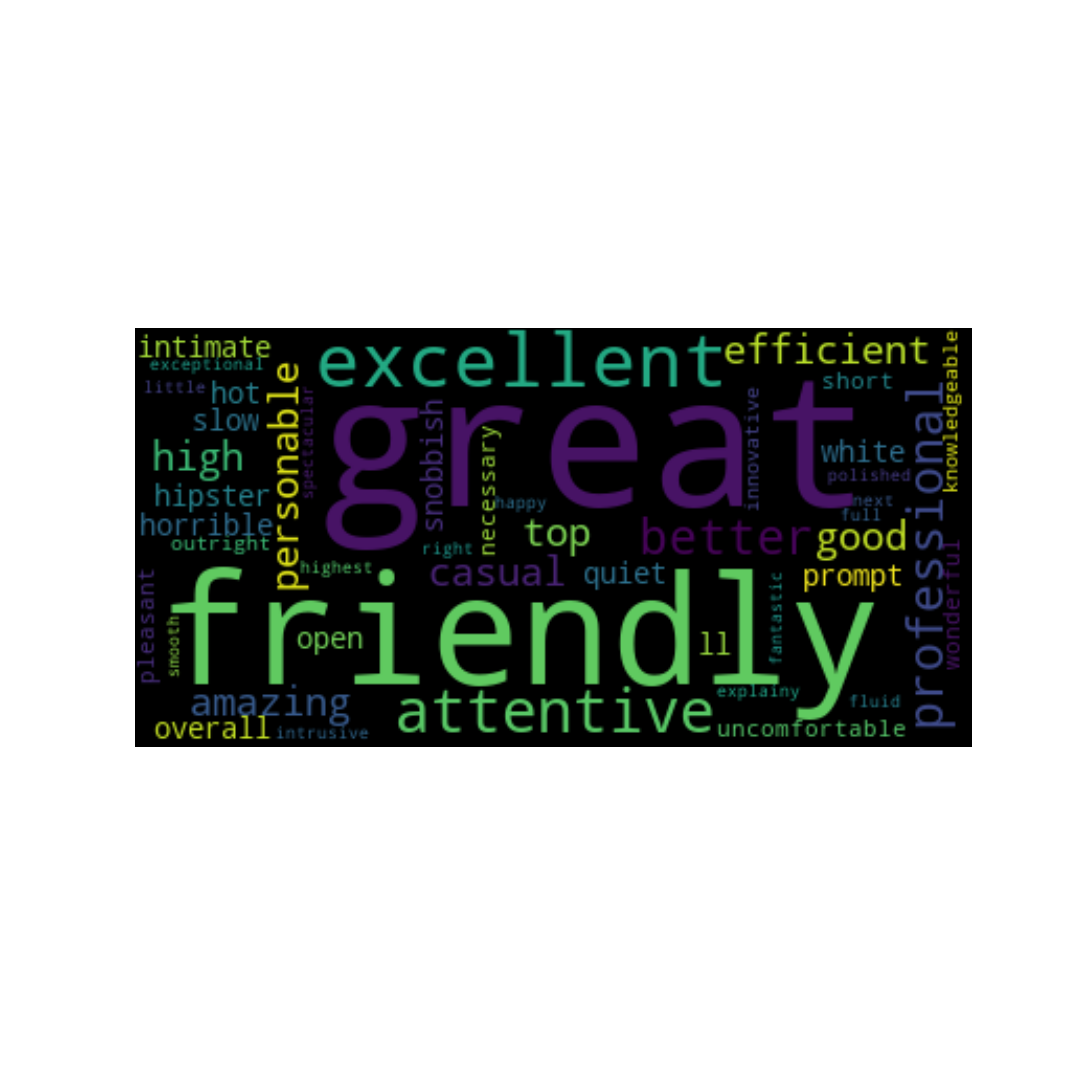 intimate
exceptional
excellent
efficient
knowledgeable
little
hot
slow
personable
spectacular
great
snobbish
necessary
innovative
short
professional
high
white
polished
hipster
happy
next
horrible
full
outright
right
top
better
good
wonderful
highest
casual
quiet
prompt
pleasant
smooth
friendly
open
ll
fantastic
amazing
attentive
explainy
fluid
overall
intrusive
uncomfortable